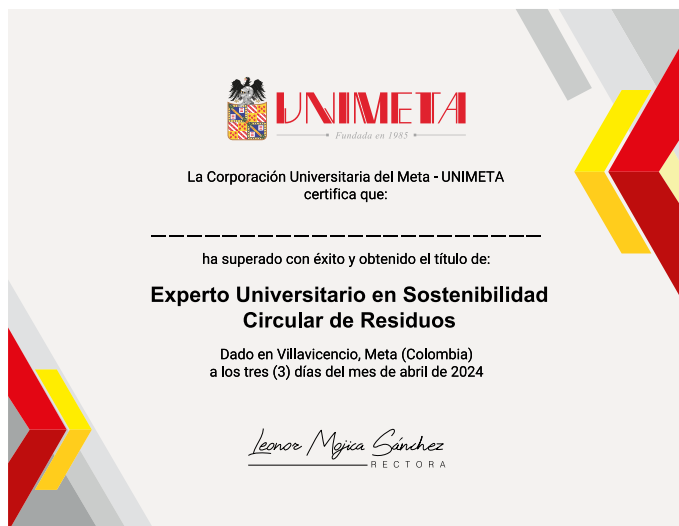 UNIMETA
Fundada en 1985
La Corporación Universitaria del Meta - UNIMETA
certifica que:
ha superado con éxito y obtenido el título de:
Experto Universitario en Sostenibilidad
Circular de Residuos
Dado en Villavicencio, Meta (Colombia)
a los tres (3) días del mes de abril de 2024
Leonor Mojica Sánchez
RECTORA